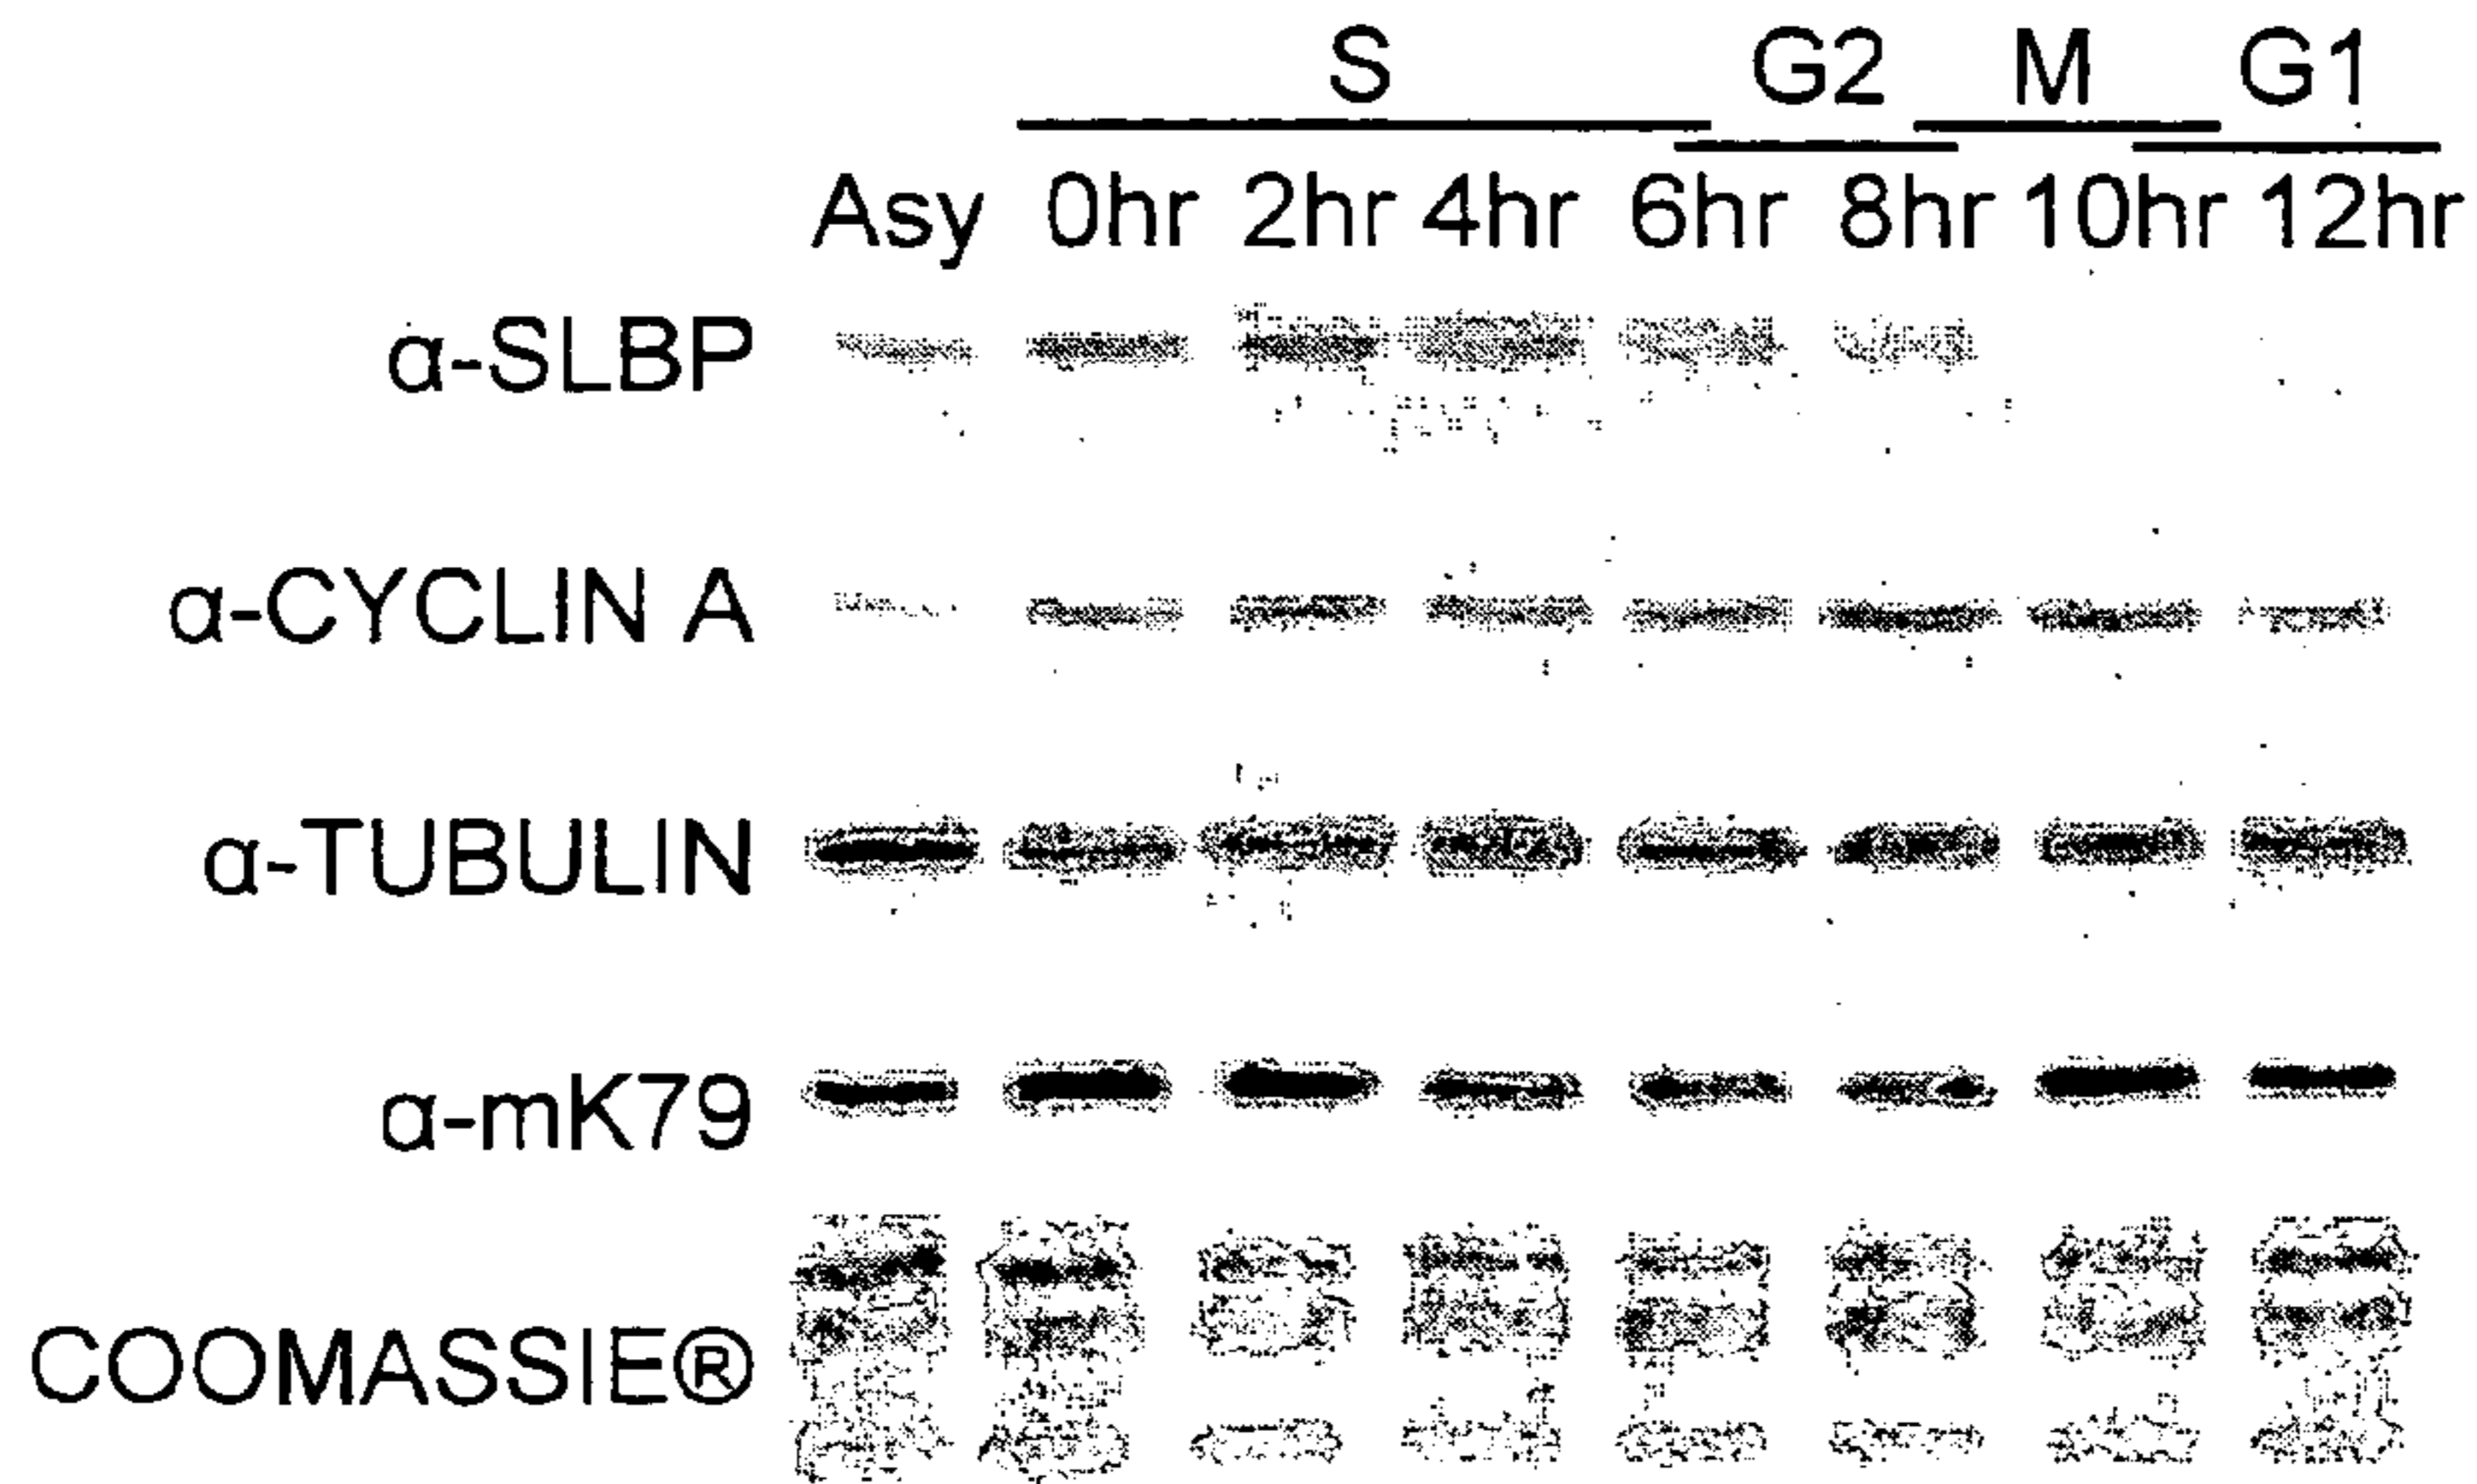 S G2 M G1
Asy 0hr 2hr 4hr 6hr 8hr 10hr 12hr
α-SLBP
α-CYCLIN A
α-TUBULIN
α-mK79
COOMASSIE®